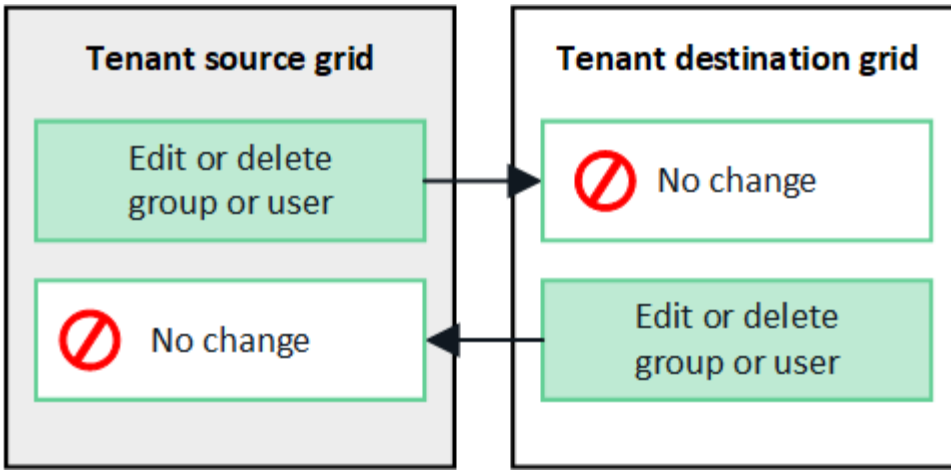 Tenant source grid
Edit or delete
group or user
No change
Tenant destination grid
No change
Edit or delete
group or user